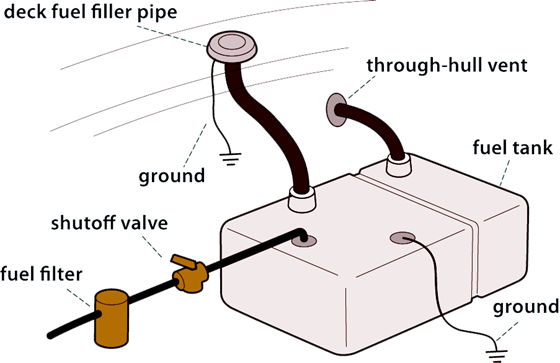 deck fuel filler pipe
through-hull vent
fuel tank
ground
shutoff valve
fuel filter
ground